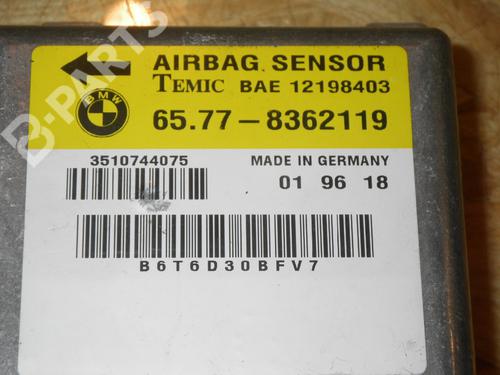 B-PARTS
AIRBAG SENSOR
TEMIC BAE 12198403
BMW
65.77-8362119
3510744075
MADE IN GERMANY
01 96 18
B6T6D30BFV7